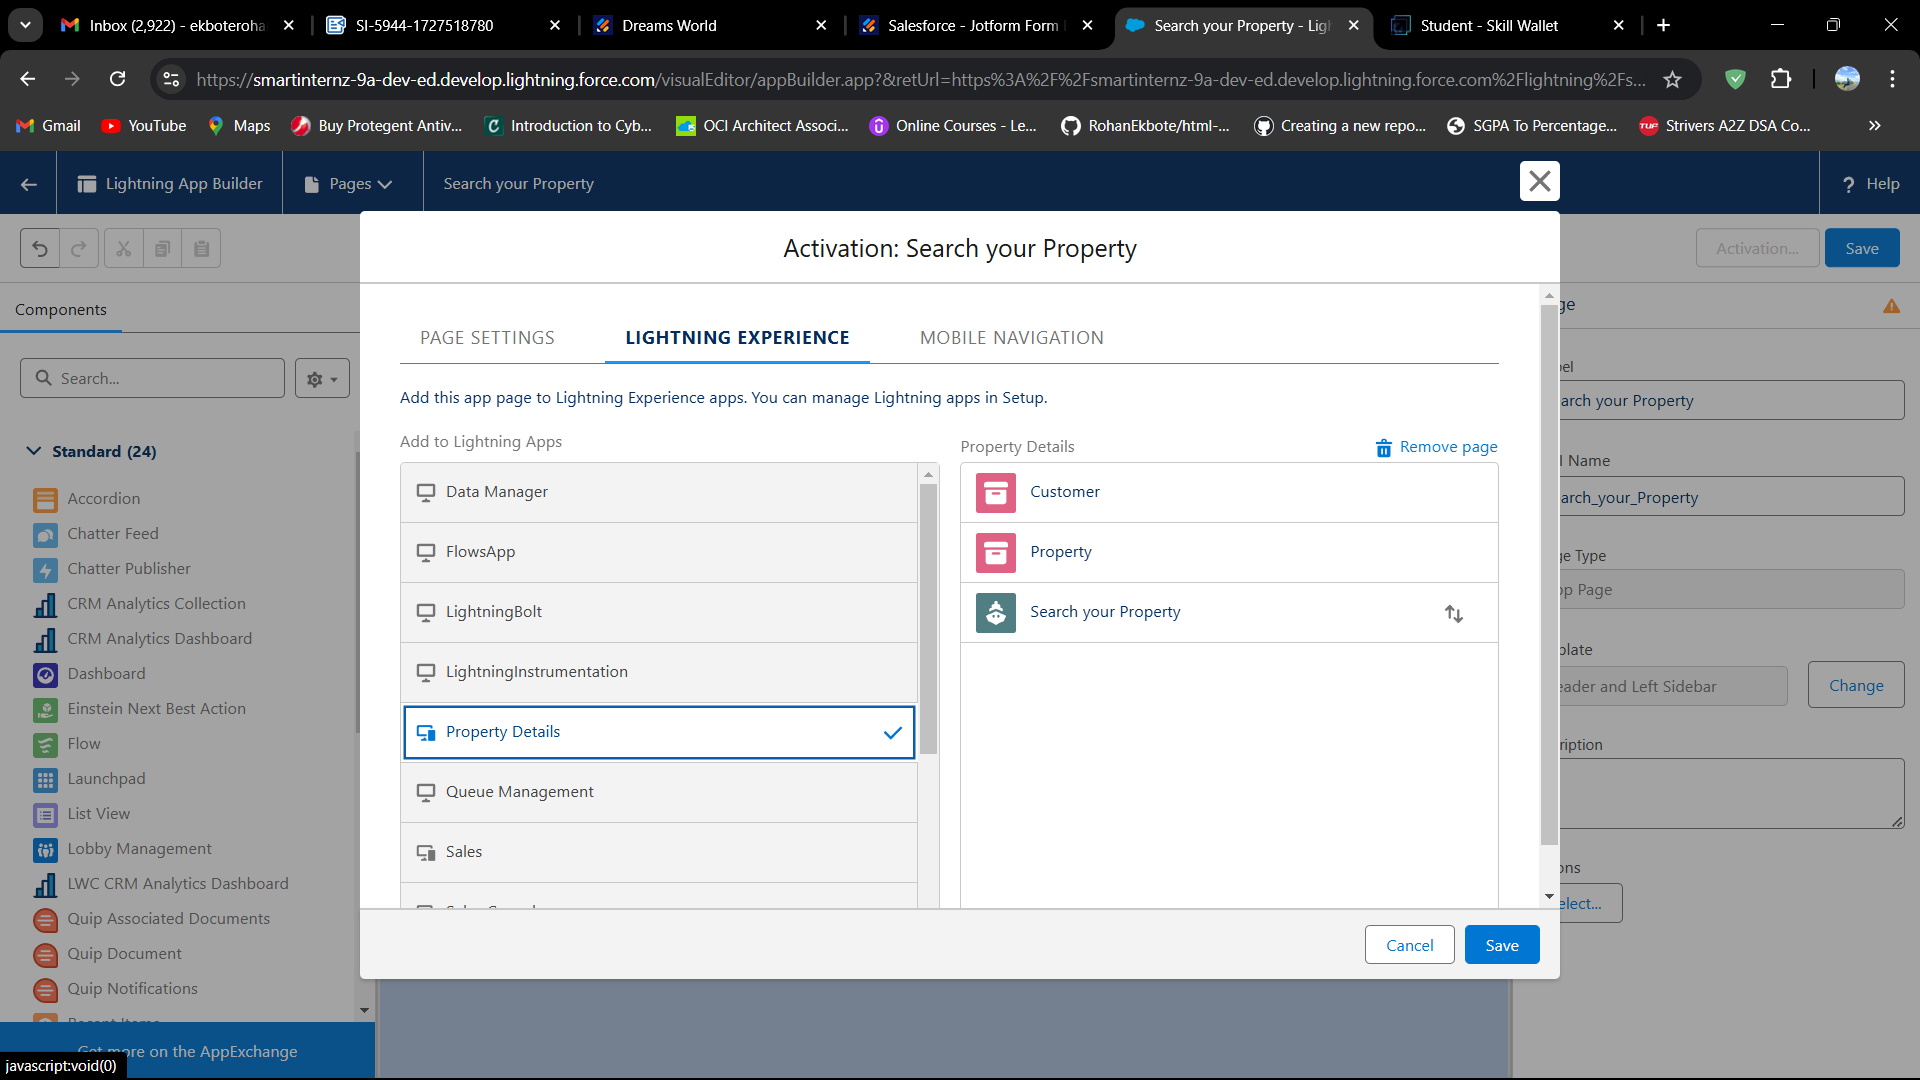 Inbox (2,922) - ekboteroha
SI-5944-1727518780
Dreams World
Salesforce - Jotform Form
Search your Property - Lig
Student - Skill Wallet
https://smartinternz-9a-dev-ed.develop.lightning.force.com/visualEditor/appBuilder.app?&retUrl=https%3A%2F%2Fsmartinternz-9a-dev-ed.develop.lightning.force.com%2Flightning%2Fs...
Gmail
YouTube
Maps
Buy Protegent Antiv...
Introduction to Cyb...
OCI Architect Associ...
Online Courses - Le...
RohanEkbote/html-...
Creating a new repo...
SGPA To Percentage...
Strivers A2Z DSA Co...
Lightning App Builder
Pages
Search your Property
? Help
Activation: Search your Property
Activation...
Save
Components
Search...
PAGE SETTINGS
LIGHTNING EXPERIENCE
MOBILE NAVIGATION
Add this app page to Lightning Experience apps. You can manage Lightning apps in Setup.
Add to Lightning Apps
Data Manager
FlowsApp
LightningBolt
LightningInstrumentation
Property Details
Queue Management
Sales
Property Details
Remove page
Customer
Property
Search your Property
Cancel
Save
Standard (24)
Accordion
Chatter Feed
Chatter Publisher
CRM Analytics Collection
CRM Analytics Dashboard
Dashboard
Einstein Next Best Action
Flow
Launchpad
List View
Lobby Management
LWC CRM Analytics Dashboard
Quip Associated Documents
Quip Document
Quip Notifications
Get more on the AppExchange
javascript:void(0)
ge
el
arch your Property
I Name
arch_your_Property
ge Type
pp Page
plate
eader and Left Sidebar
Change
ription
ons
elect...